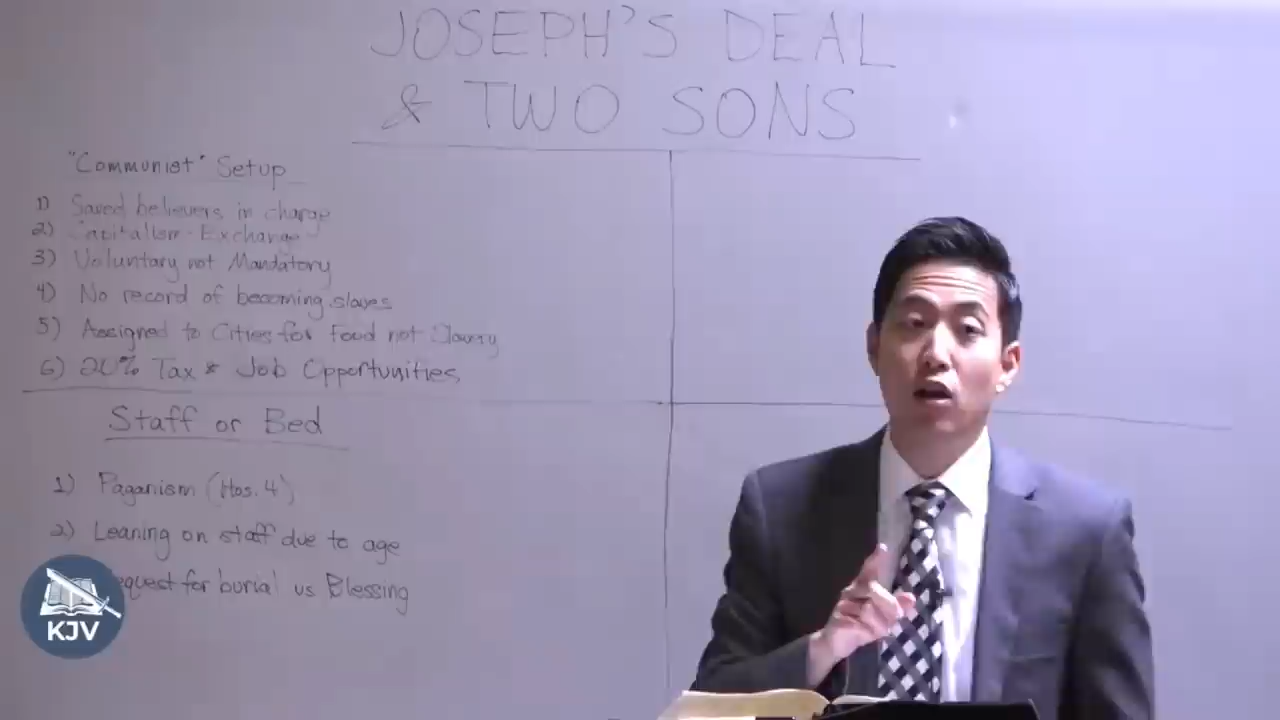 JOSEPH'S DEAL
& TWO SONS
"Communist" Setup
1) Saved believers in charge
2) Capitalism - Exchange
3) Voluntary not Mandatory
4) No record of becoming slaves
5) Assigned to Cities for Food not Slavery
6) 20% Tax & Job Opportunities
Staff or Bed
1) Paganism (Hos. 4)
2) Leaning on staff due to age
equest for burial vs Blessing
KJV